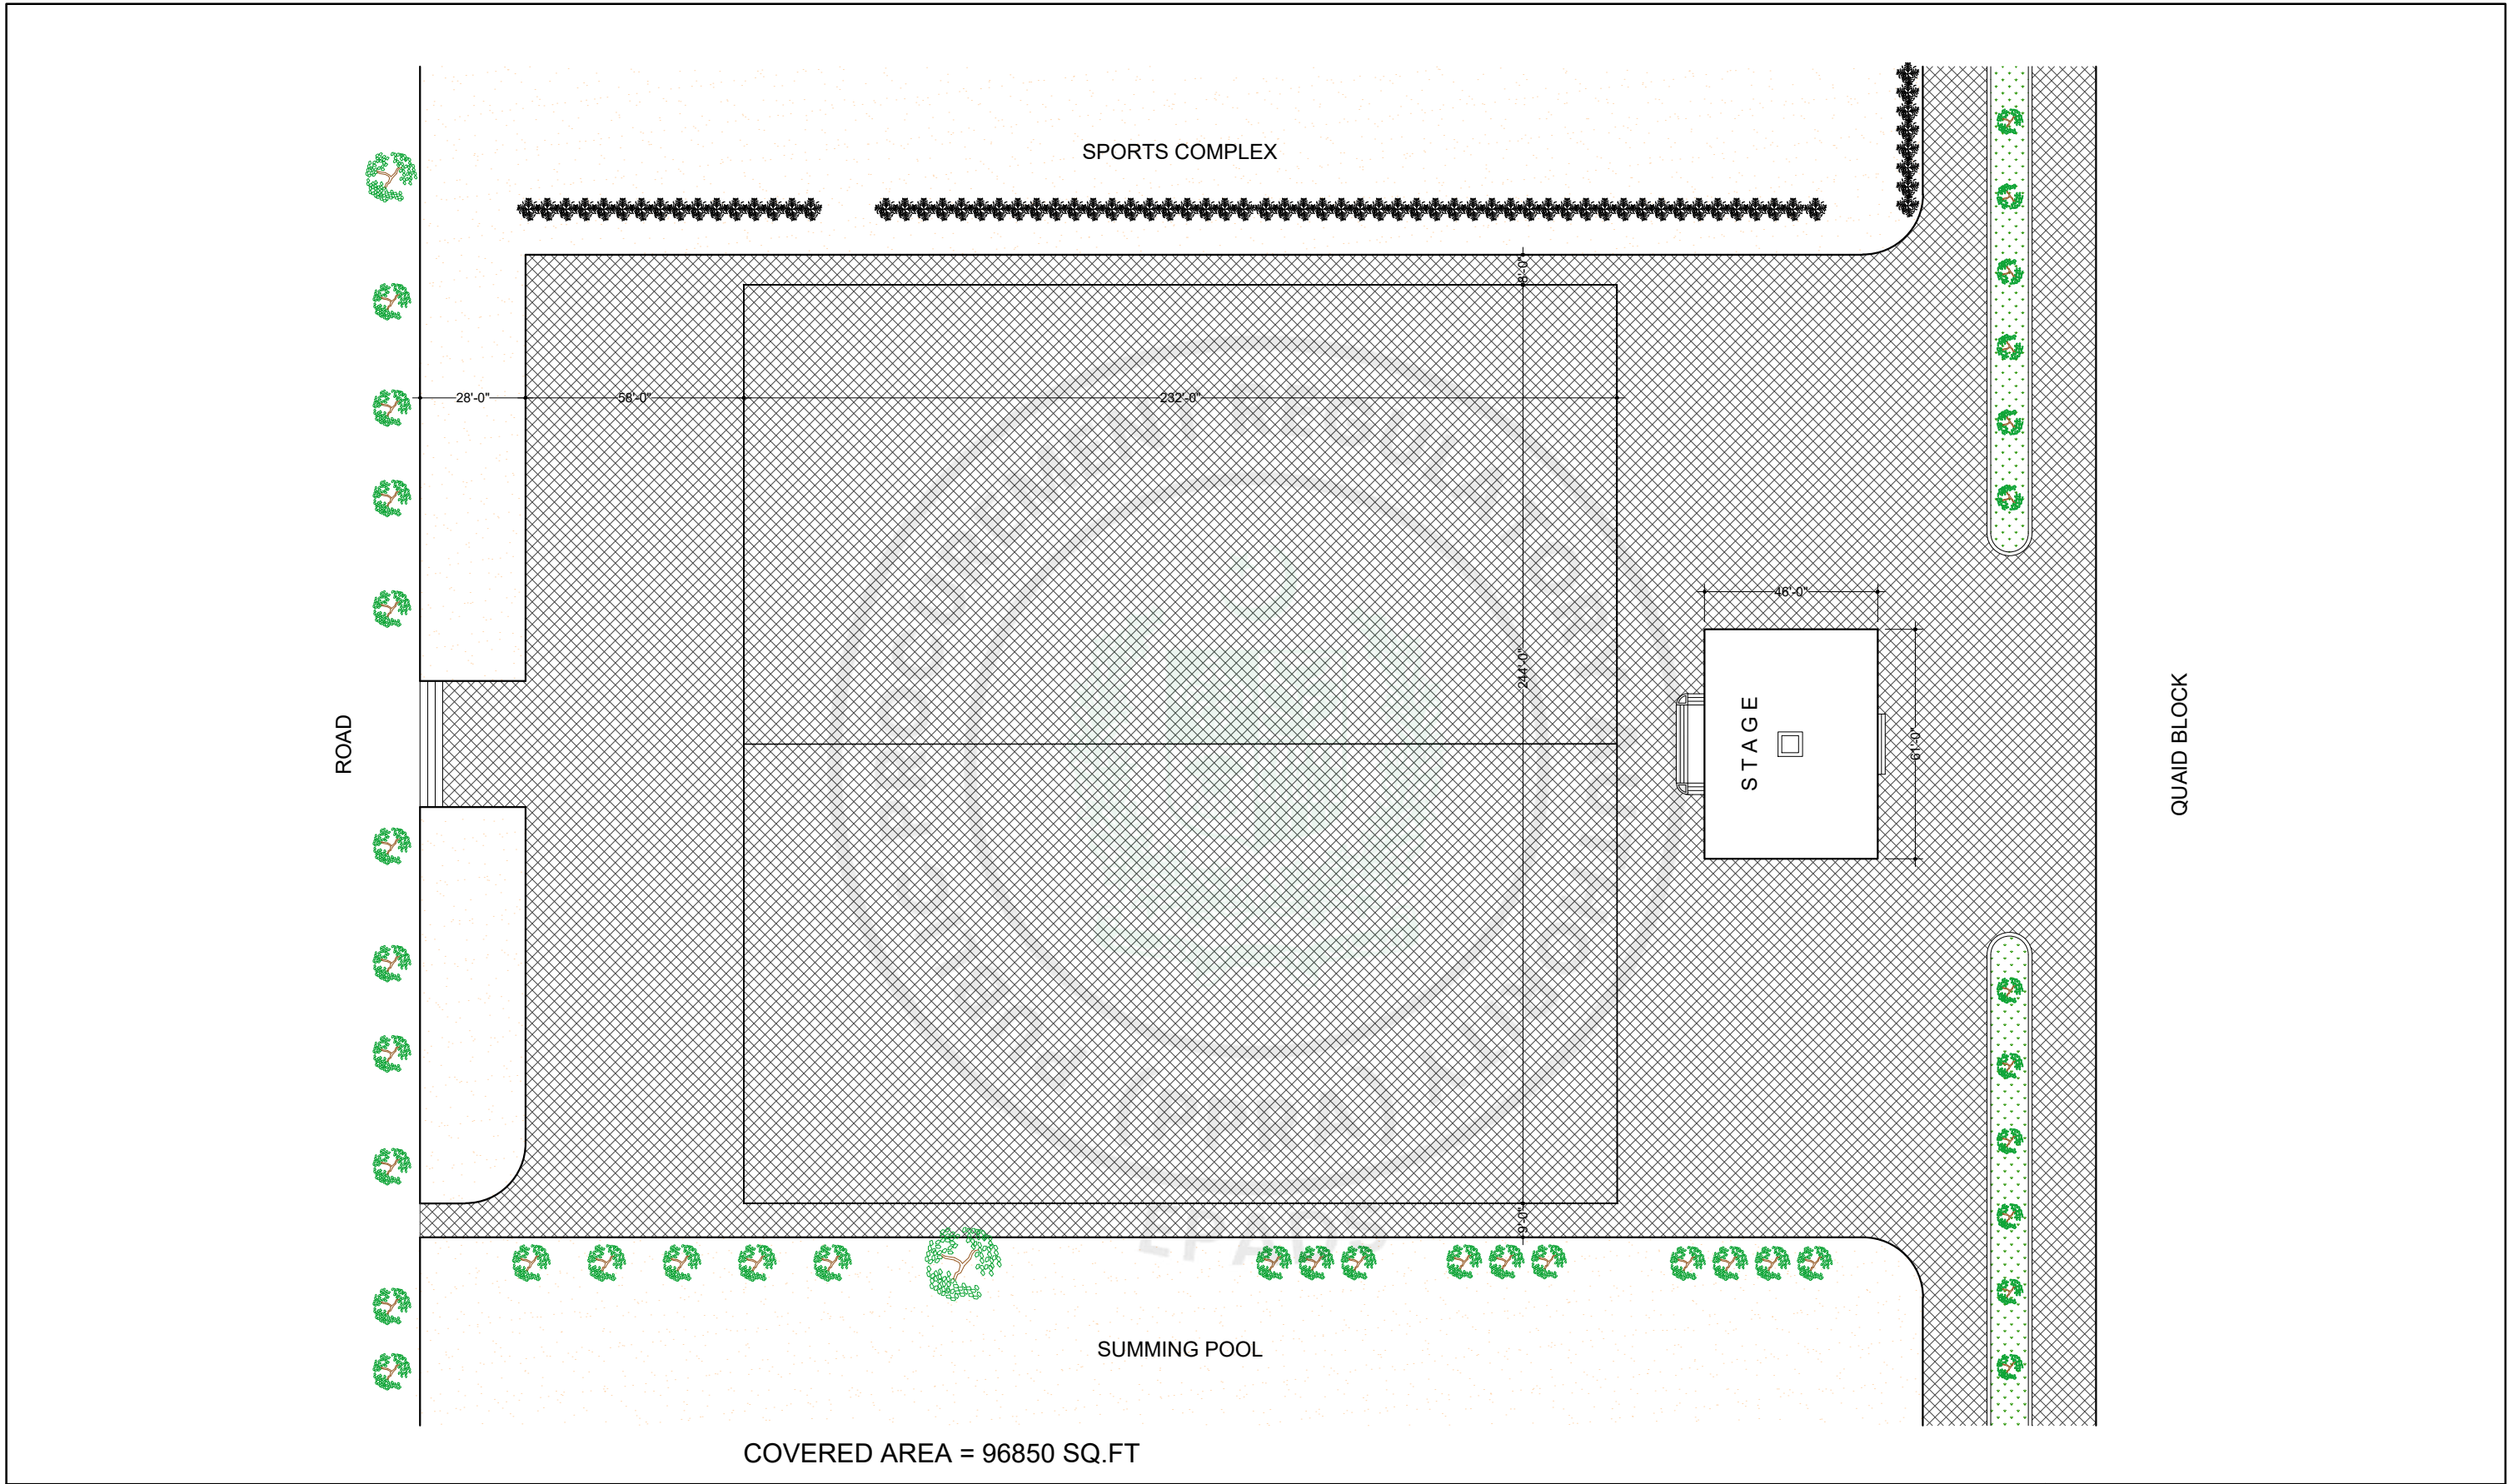 SPORTS COMPLEX
8'-0"
28'-0"
58'-0"
232'-0"
46'-0"
244'-0"
STAGE
61'-0"
ROAD
QUAID BLOCK
9'-0"
SUMMING POOL
COVERED AREA = 96850 SQ.FT